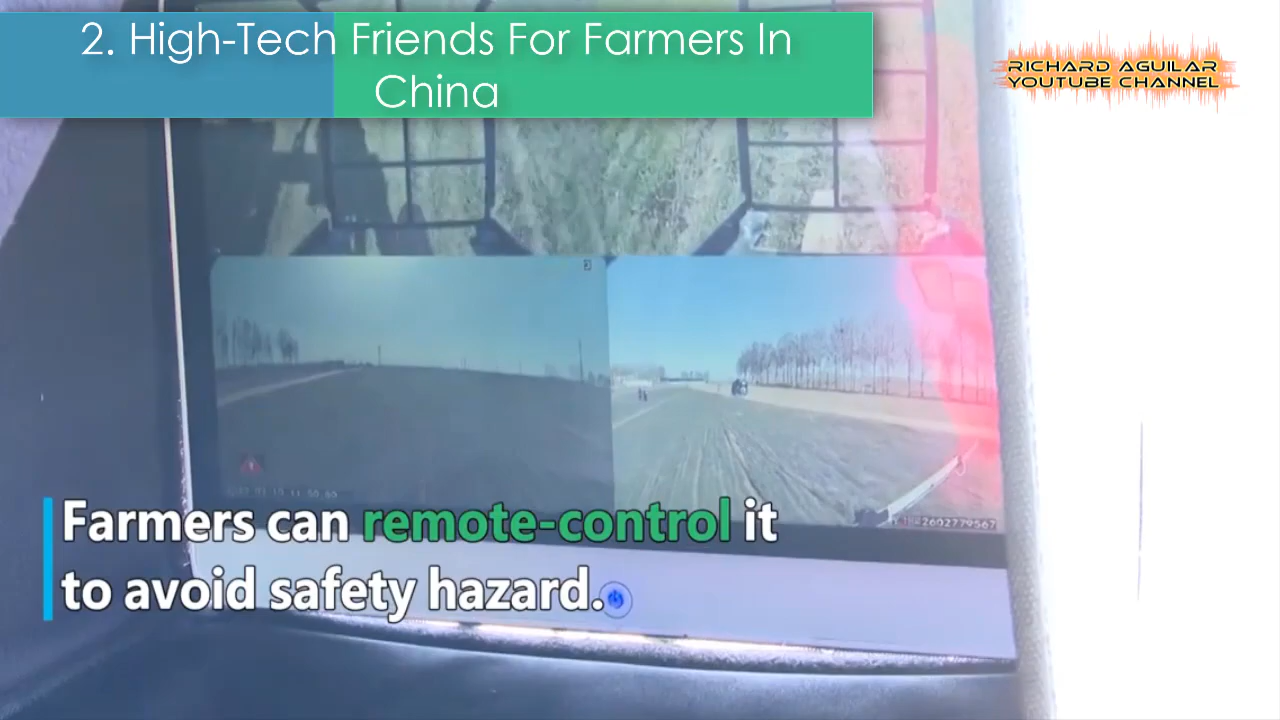 2. High-Tech Friends For Farmers In
China
RICHARD AGUILAR
YOUTUBE CHANNEL
Farmers can remote-control it
to avoid safety hazard.